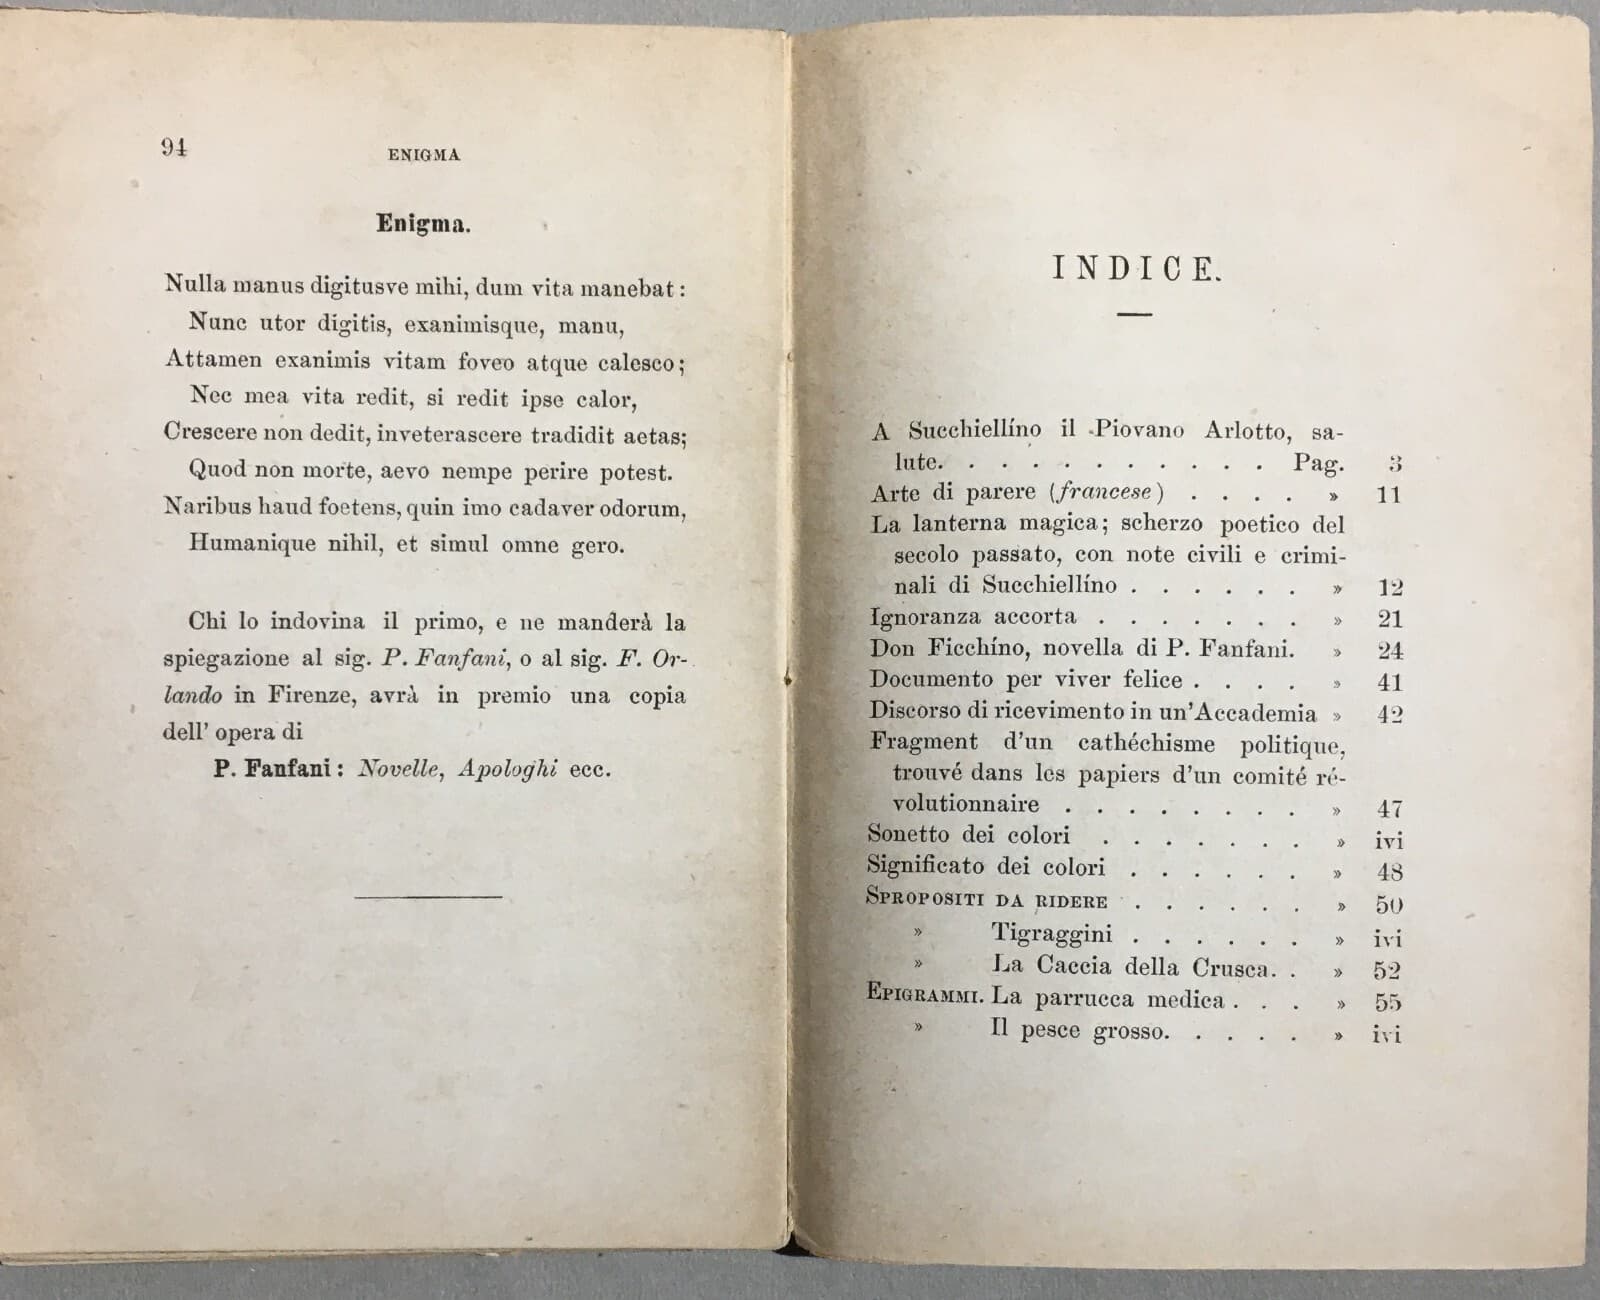 94
ENIGMA
Enigma.
Nulla manus digitusve mihi, dum vita manebat :
Nunc utor digitis, exanimisque, manu,
Attamen exanimis vitam foveo atque calesco ;
Nec mea vita redit, si redit ipse calor,
Crescere non dedit, inveterascere tradidit aetas;
Quod non morte, aevo nempe perire potest.
Naribus haud foetens, quin imo cadaver odorum,
Humanique nihil, et simul omne gero.
Chi lo indovina il primo, e ne manderà la
spiegazione al sig. P. Fanfani, o al sig. F. Or-
lando in Firenze, avrà in premio una copia
dell' opera di
P. Fanfani : Novelle, Apologhi ecc.
INDICE.
A Succhiellíno il Piovano Arlotto, sa-
lute. . . . . . . . . . . . Pag. 3
Arte di parere (francese) . . . . » 11
La lanterna magica; scherzo poetico del
secolo passato, con note civili e crimi-
nali di Succhiellíno . . . . . . » 12
Ignoranza accorta . . . . . . . » 21
Don Ficchíno, novella di P. Fanfani. » 24
Documento per viver felice . . . . » 41
Discorso di ricevimento in un'Accademia » 42
Fragment d'un cathéchisme politique,
trouvé dans les papiers d'un comité ré-
volutionnaire . . . . . . . . » 47
Sonetto dei colori . . . . . . . » ivi
Significato dei colori . . . . . . » 48
SPROPOSITI DA RIDERE . . . . . . » 50
» Tigraggini . . . . . . » ivi
» La Caccia della Crusca. . » 52
EPIGRAMMI. La parrucca medica . . . » 55
» Il pesce grosso. . . . . » ivi